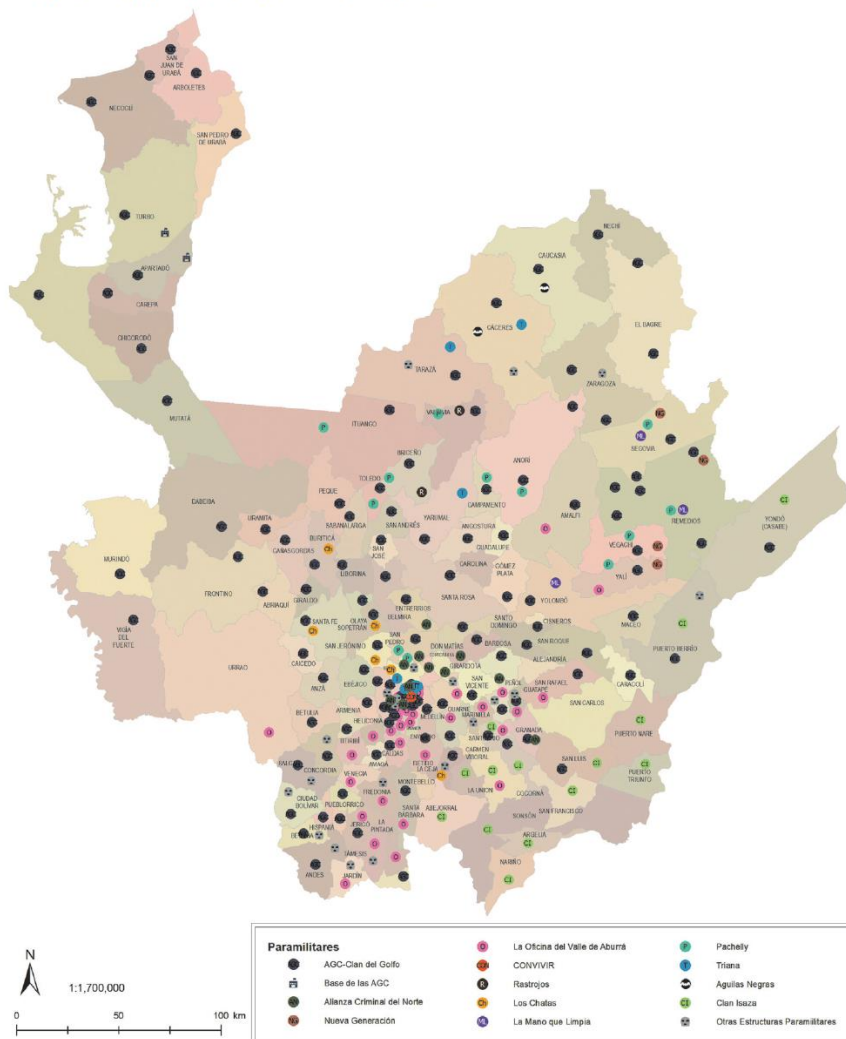 SAN
JUAN DE
URABÁ
ARBOLETES
NECOCLÍ
SAN PEDRO
DE URABÁ
TURBO
APARTADÓ
CAREPA
CHIGORODÓ
MUTATÁ
NECHÍ
CAUCASIA
CÁCERES
EL BAGRE
TARAZÁ
ZARAGOZA
VALDIVIA
ITUANGO
SEGOVIA
BRICEÑO
ANORÍ
TOLEDO
CAMPAMENTO
PEQUE
DABEIBA
YARUMAL
SABANALARGA
SAN ANDRÉS
ANGOSTURA
AMALFI
REMEDIOS
YONDÓ
(CASABE)
URAMITA
BURITICÁ
CAÑASGORDAS
SAN
JOSÉ
GUADALUPE
VEGACHÍ
MURINDÓ
LIBORINA
CAROLINA
GÓMEZ
PLATA
YALÍ
FRONTINO
ABRIAQUÍ
GIRALDO
SANTA ROSA
YOLOMBÓ
ENTRERRIOS
BELMIRA
OLAYA
SOPETRÁN
SANTA FE
SANTO
DOMINGO
CISNEROS
MACEO
VIGÍA
DEL
FUERTE
SAN
PEDRO
DON MATÍAS
BARBOSA
SAN ROQUE
PUERTO BERRÍO
SAN JERÓNIMO
GIRARDOTA
ALEJANDRÍA
URRAO
CAICEDO
EBÉJICO
SAN
VICENTE
PEÑOL
SAN RAFAEL
GUATAPÉ
CARACOLÍ
ANZÁ
SAN CARLOS
BETULIA
ARMENIA
MEDELLÍN
GUARNE
MARINILLA
HELICONIA
GRANADA
PUERTO NARE
TITIRIBÍ
CALDAS
CARMEN
VIBORAL
SAN LUIS
AMAGÁ
RETIRO
LA CEJA
PUERTO
TRIUNFO
CONCORDIA
VENECIA
LA UNION
COCORNÁ
CIUDAD
BOLÍVAR
FREDONIA
MONTEBELLO
SAN FRANCISCO
PUEBLORRICO
SANTA
BÁRBARA
ABEJORRAL
SONSÓN
HISPANIA
JERICÓ
LA
PINTADA
ARGELIA
TÁMESIS
NARIÑO
ANDES
JARDÍN
N
1:1,700,000
0 50 100 km
Paramilitares
AGC-Clan del Golfo
Base de las AGC
Alianza Criminal del Norte
Nueva Generación
La Oficina del Valle de Aburrá
CONVIVIR
Rastrojos
Los Chatas
La Mano que Limpia
Pachelly
Triana
Aguilas Negras
Clan Isaza
Otras Estructuras Paramilitares